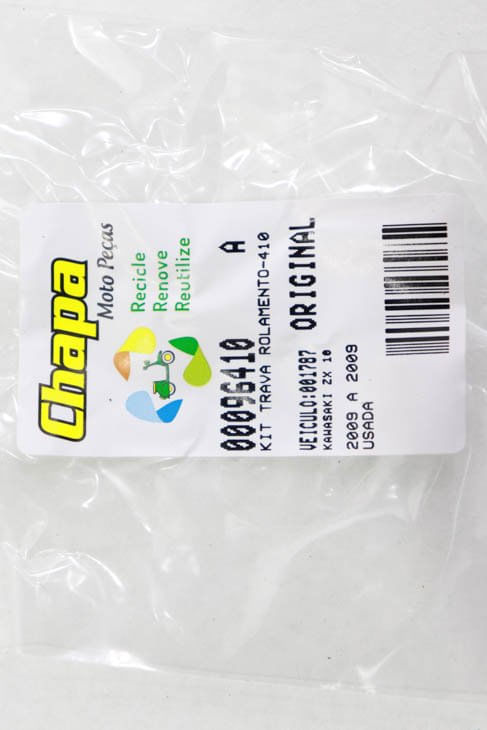 Chapa
Moto Peças
Recicle
Renove
Reutilize
00096410 A
KIT TRAVA ROLAMENTO-410
VEICULO:001787 ORIGINAL
KAWASAKI ZX 10
2009 A 2009
USADA